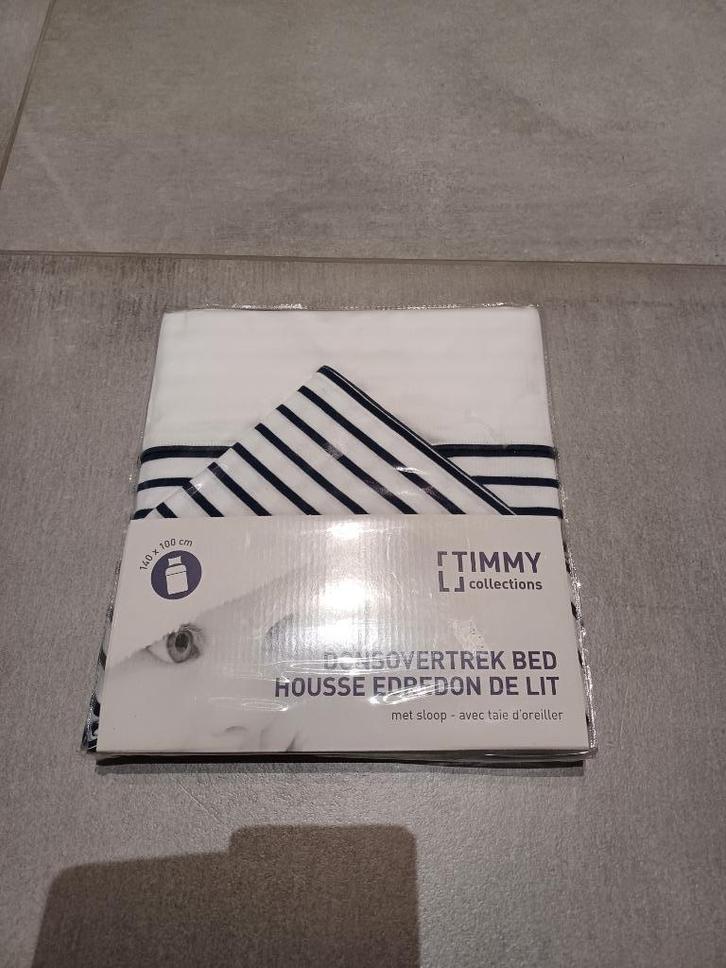 140 x 100 cm
TIMMY
collections
DONSOVERTREK BED
HOUSSE EDREDON DE LIT
met sloop - avec taie d'oreiller